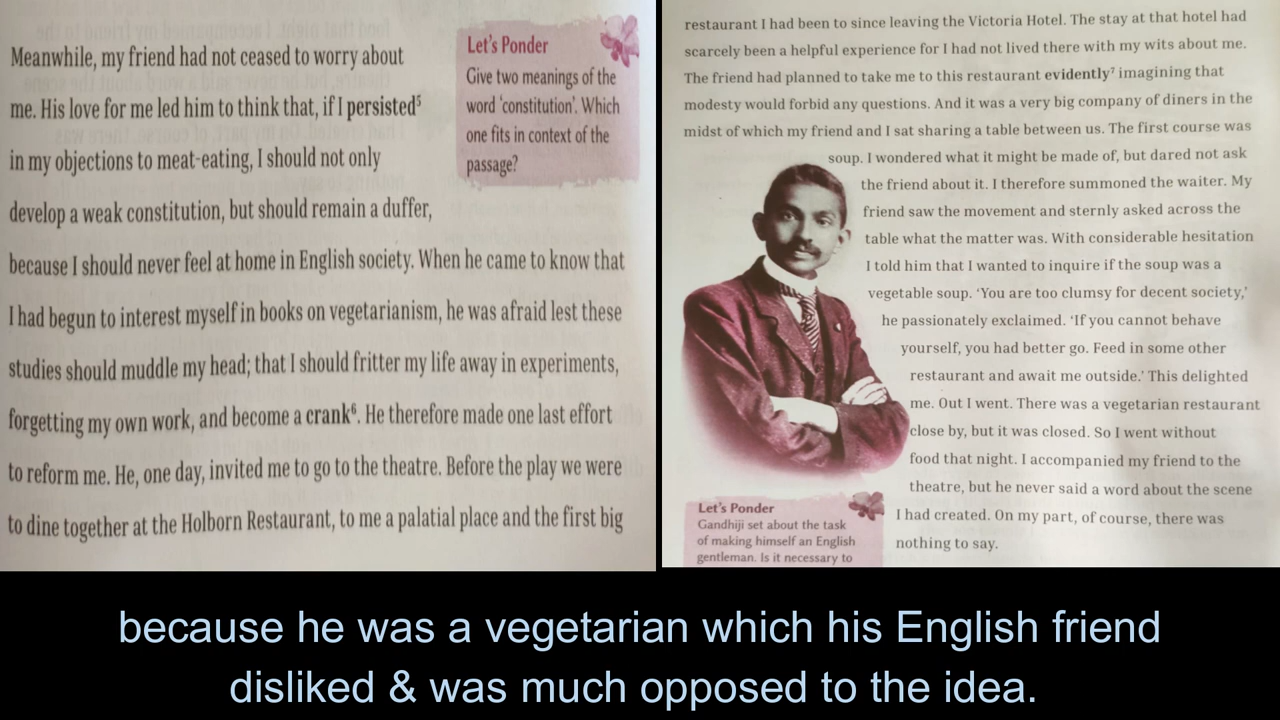 Meanwhile, my friend had not ceased to worry about
me. His love for me led him to think that, if I persisted5
in my objections to meat-eating, I should not only
develop a weak constitution, but should remain a duffer,
because I should never feel at home in English society. When he came to know that
I had begun to interest myself in books on vegetarianism, he was afraid lest these
studies should muddle my head; that I should fritter my life away in experiments,
forgetting my own work, and become a crank6. He therefore made one last effort
to reform me. He, one day, invited me to go to the theatre. Before the play we were
to dine together at the Holborn Restaurant, to me a palatial place and the first big
Let's Ponder
Give two meanings of the
word 'constitution'. Which
one fits in context of the
passage?
restaurant I had been to since leaving the Victoria Hotel. The stay at that hotel had
scarcely been a helpful experience for I had not lived there with my wits about me.
The friend had planned to take me to this restaurant evidently7 imagining that
modesty would forbid any questions. And it was a very big company of diners in the
midst of which my friend and I sat sharing a table between us. The first course was
soup. I wondered what it might be made of, but dared not ask
the friend about it. I therefore summoned the waiter. My
friend saw the movement and sternly asked across the
table what the matter was. With considerable hesitation
I told him that I wanted to inquire if the soup was a
vegetable soup. 'You are too clumsy for decent society,'
he passionately exclaimed. 'If you cannot behave
yourself, you had better go. Feed in some other
restaurant and await me outside.' This delighted
me. Out I went. There was a vegetarian restaurant
close by, but it was closed. So I went without
food that night. I accompanied my friend to the
theatre, but he never said a word about the scene
I had created. On my part, of course, there was
nothing to say.
Let's Ponder
Gandhiji set about the task
of making himself an English
gentleman. Is it necessary to
because he was a vegetarian which his English friend
disliked & was much opposed to the idea.